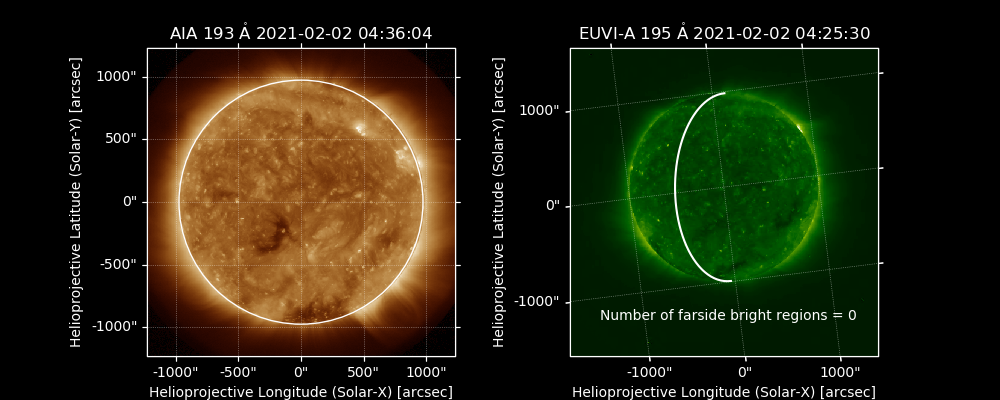 AIA 193 Å 2021-02-02 04:36:04
Helioprojective Latitude (Solar-Y) [arcsec]
1000"
500"
0"
-500"
-1000"
-1000"
-500"
0"
500"
1000"
Helioprojective Longitude (Solar-X) [arcsec]
EUVI-A 195 Å 2021-02-02 04:25:30
Helioprojective Latitude (Solar-Y) [arcsec]
1000"
0"
-1000"
Number of farside bright regions = 0
-1000"
0"
1000"
Helioprojective Longitude (Solar-X) [arcsec]